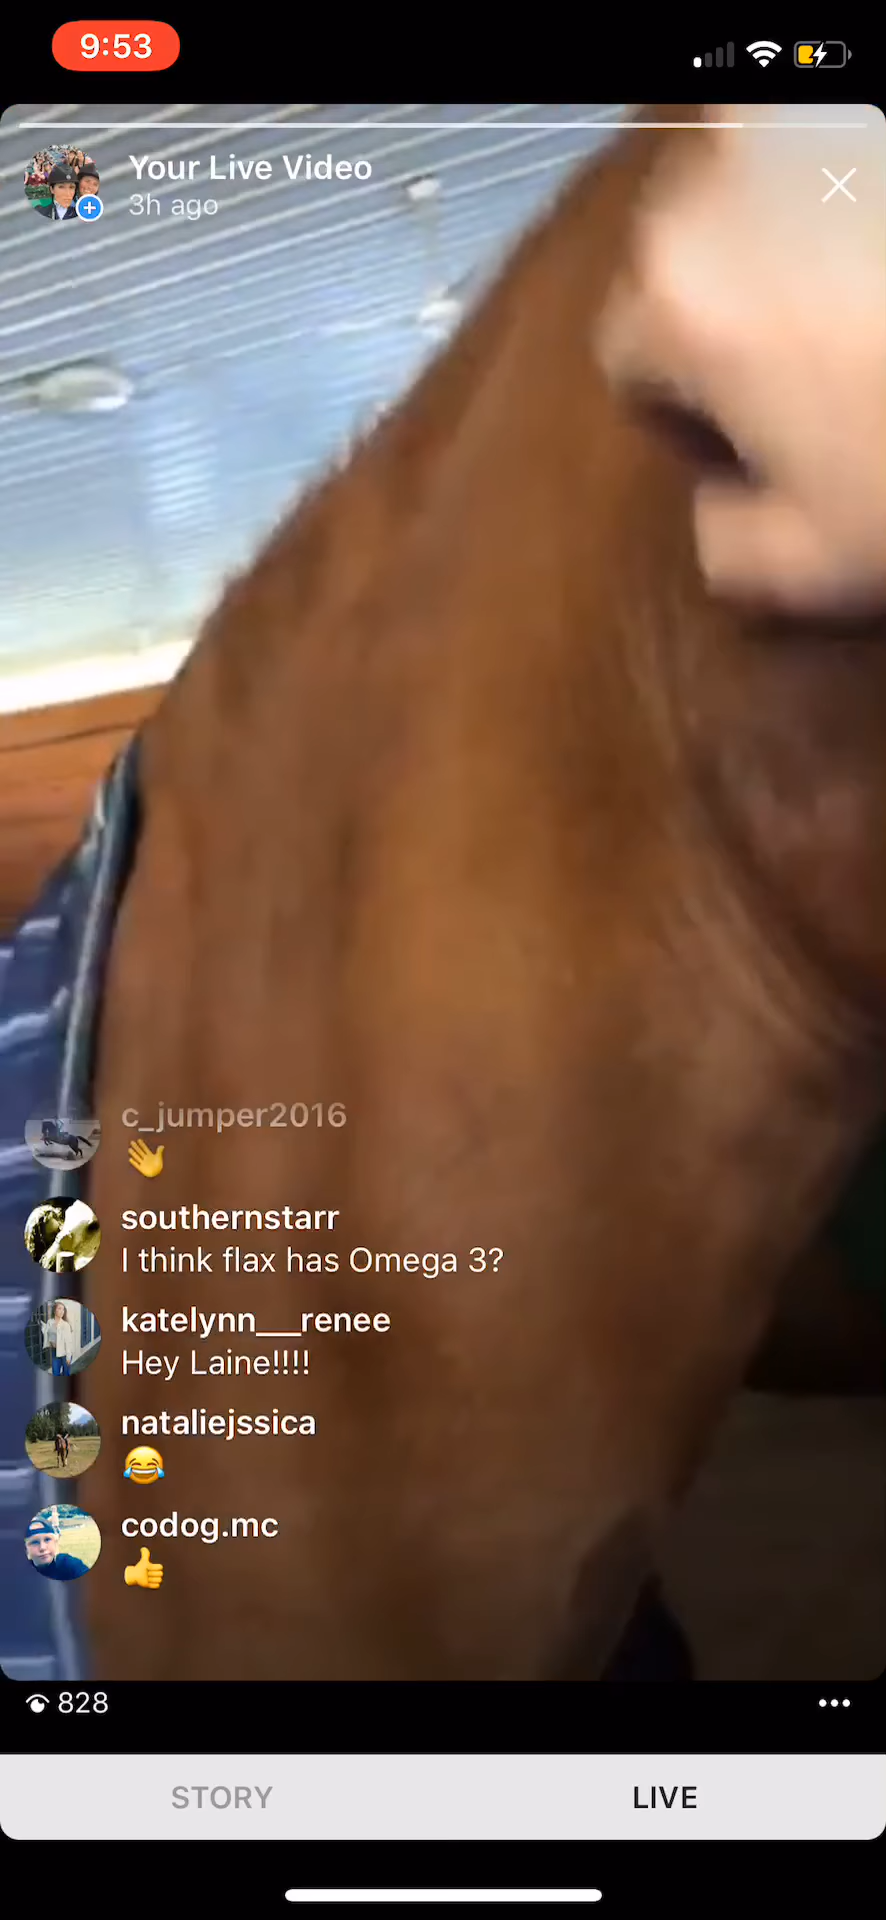 9:53
Your Live Video
3h ago
c_jumper2016
👋
southernstarr
I think flax has Omega 3?
katelynn___renee
Hey Laine!!!!
nataliejssica
😂
codog.mc
👍
828
STORY
LIVE